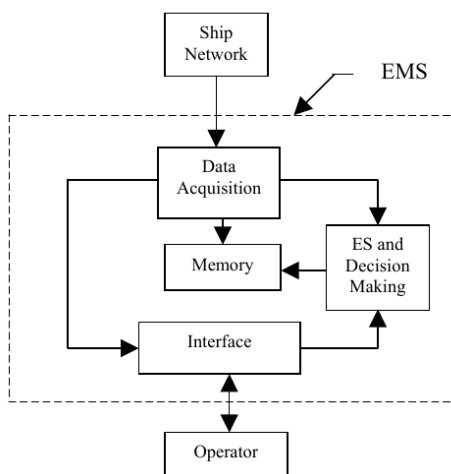 Ship
Network
EMS
Data
Acquisition
Memory
ES and
Decision
Making
Interface
Operator